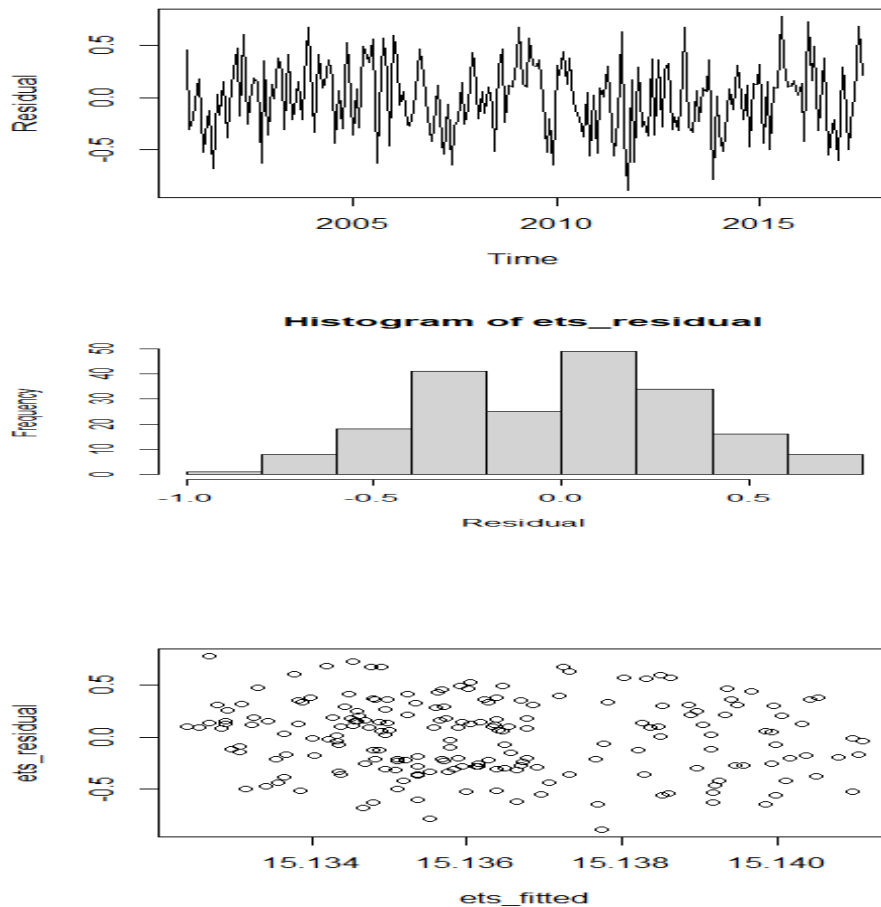 Residual
0.5
0.0
-0.5
2005 2010 2015
Time
Histogram of ets_residual
Frequency
50
40
30
20
10
0
-1.0 -0.5 0.0 0.5
Residual
ets_residual
0.5
0.0
-0.5
15.134 15.136 15.138 15.140
ets_fitted